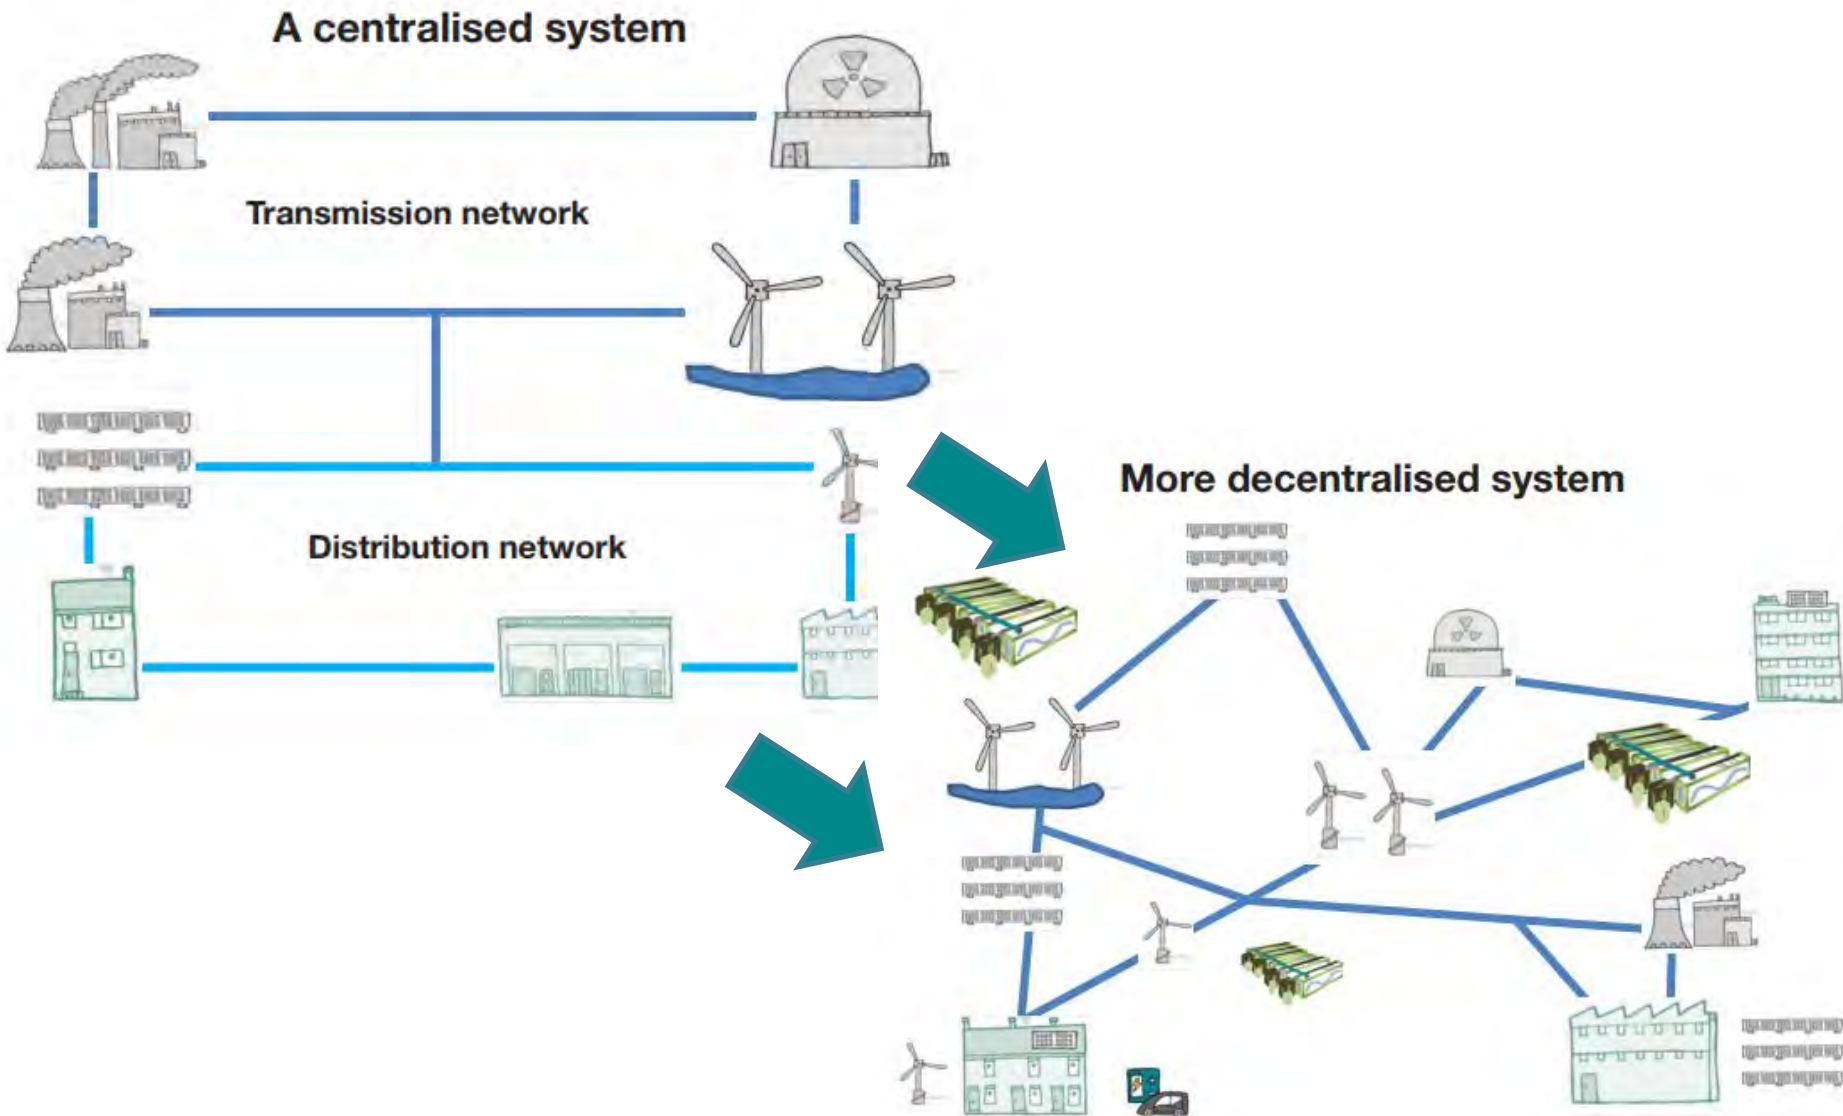 A centralised system
Transmission network
Distribution network
More decentralised system